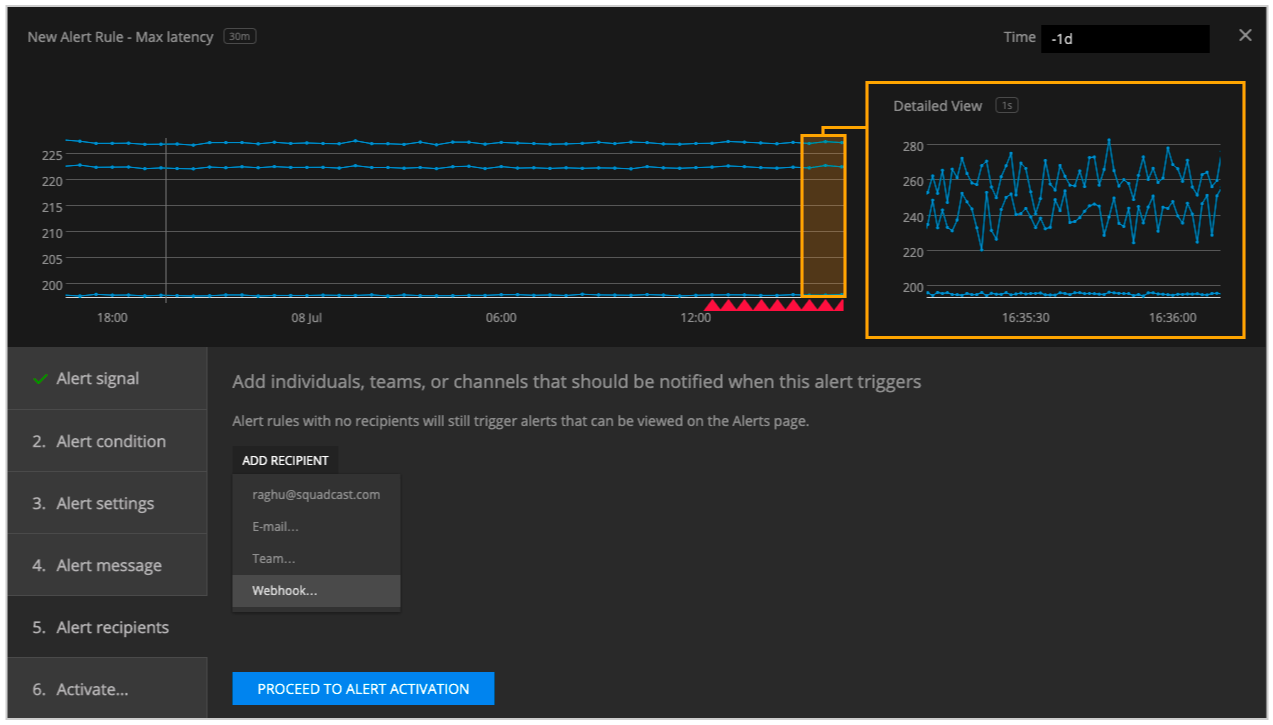 New Alert Rule - Max latency 30m
Time -1d ×
Detailed View 1s
225
220
215
210
205
200
18:00 08 Jul 06:00 12:00
280
260
240
220
200
16:35:30 16:36:00
Alert signal
2. Alert condition
3. Alert settings
4. Alert message
5. Alert recipients
6. Activate...
Add individuals, teams, or channels that should be notified when this alert triggers
Alert rules with no recipients will still trigger alerts that can be viewed on the Alerts page.
ADD RECIPIENT
raghu@squadcast.com
E-mail...
Team...
Webhook...
PROCEED TO ALERT ACTIVATION